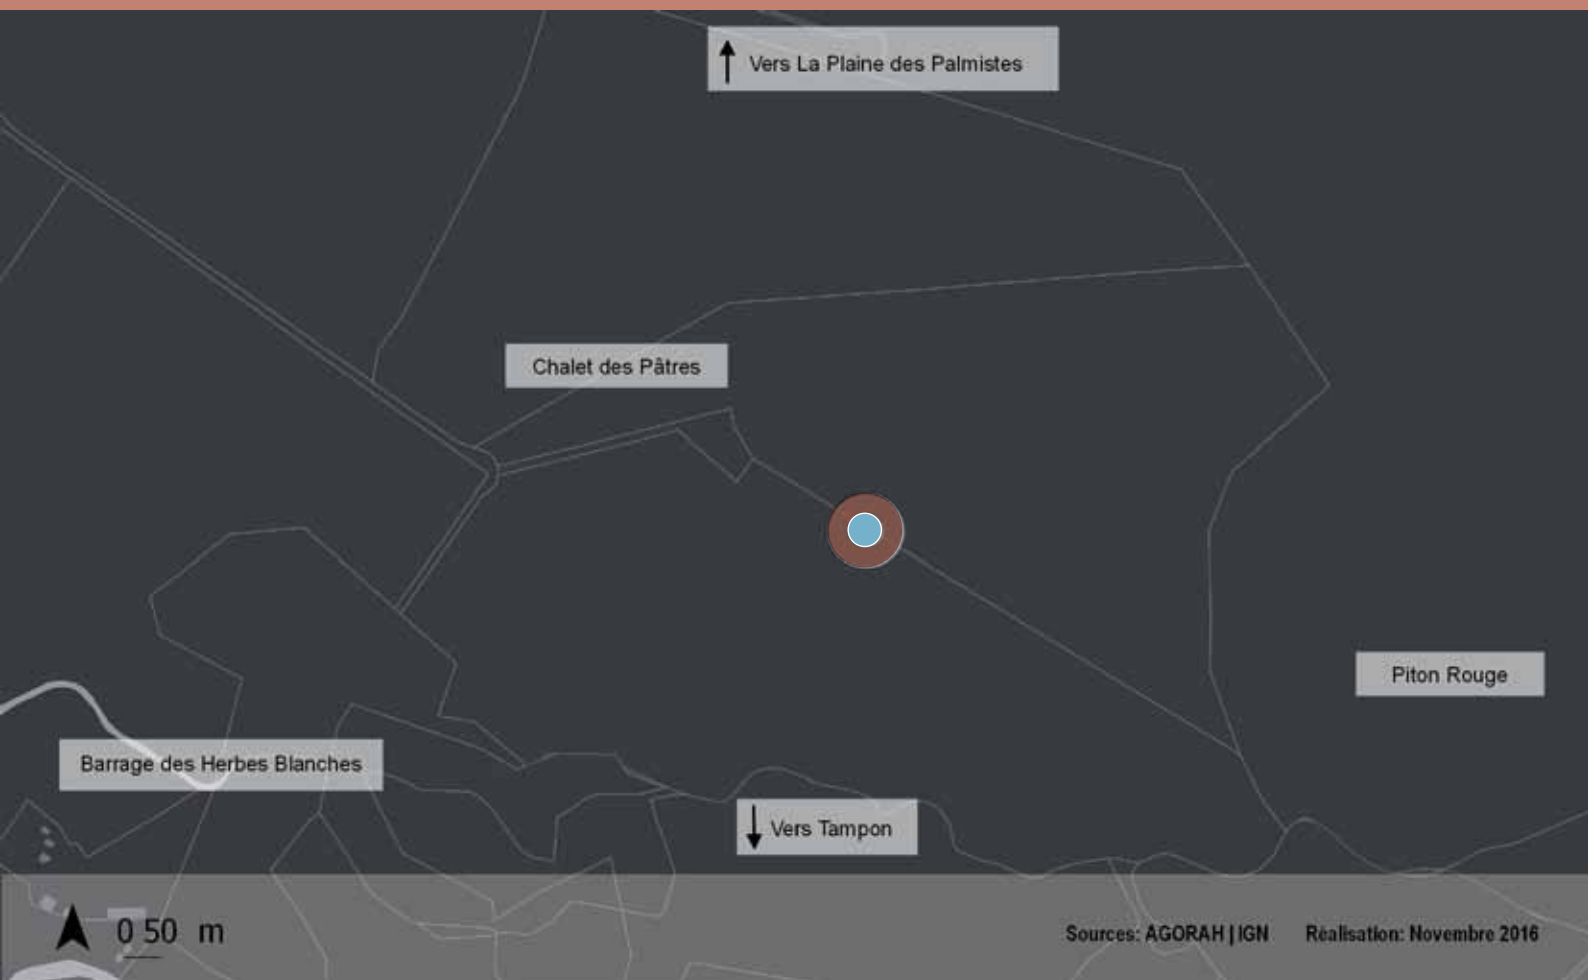 Vers La Plaine des Palmistes
Chalet des Pâtres
Piton Rouge
Barrage des Herbes Blanches
Vers Tampon
0 50 m
Sources: AGORAH | IGN Réalisation: Novembre 2016